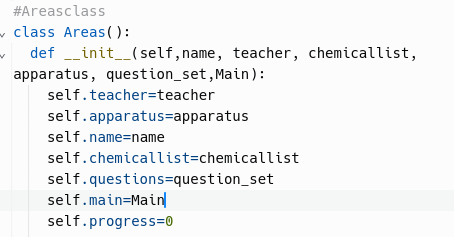 #Areasclass
class Areas():
  def __init__(self,name, teacher, chemicallist,
apparatus, question_set,Main):
    self.teacher=teacher
    self.apparatus=apparatus
    self.name=name
    self.chemicallist=chemicallist
    self.questions=question_set
    self.main=Main
    self.progress=0